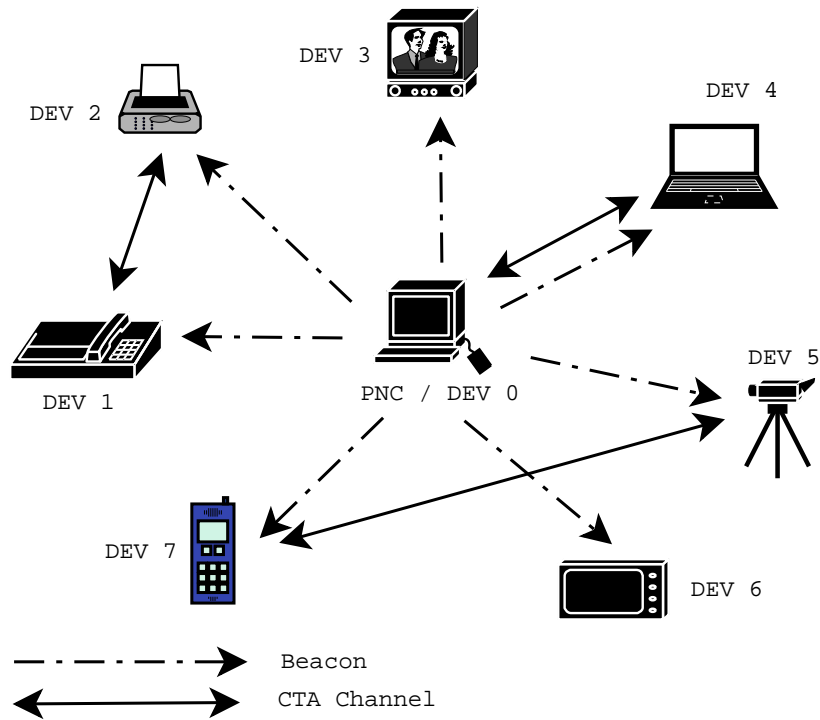 DEV 3
DEV 4
DEV 2
DEV 5
PNC / DEV 0
DEV 1
DEV 7
DEV 6
Beacon
CTA Channel